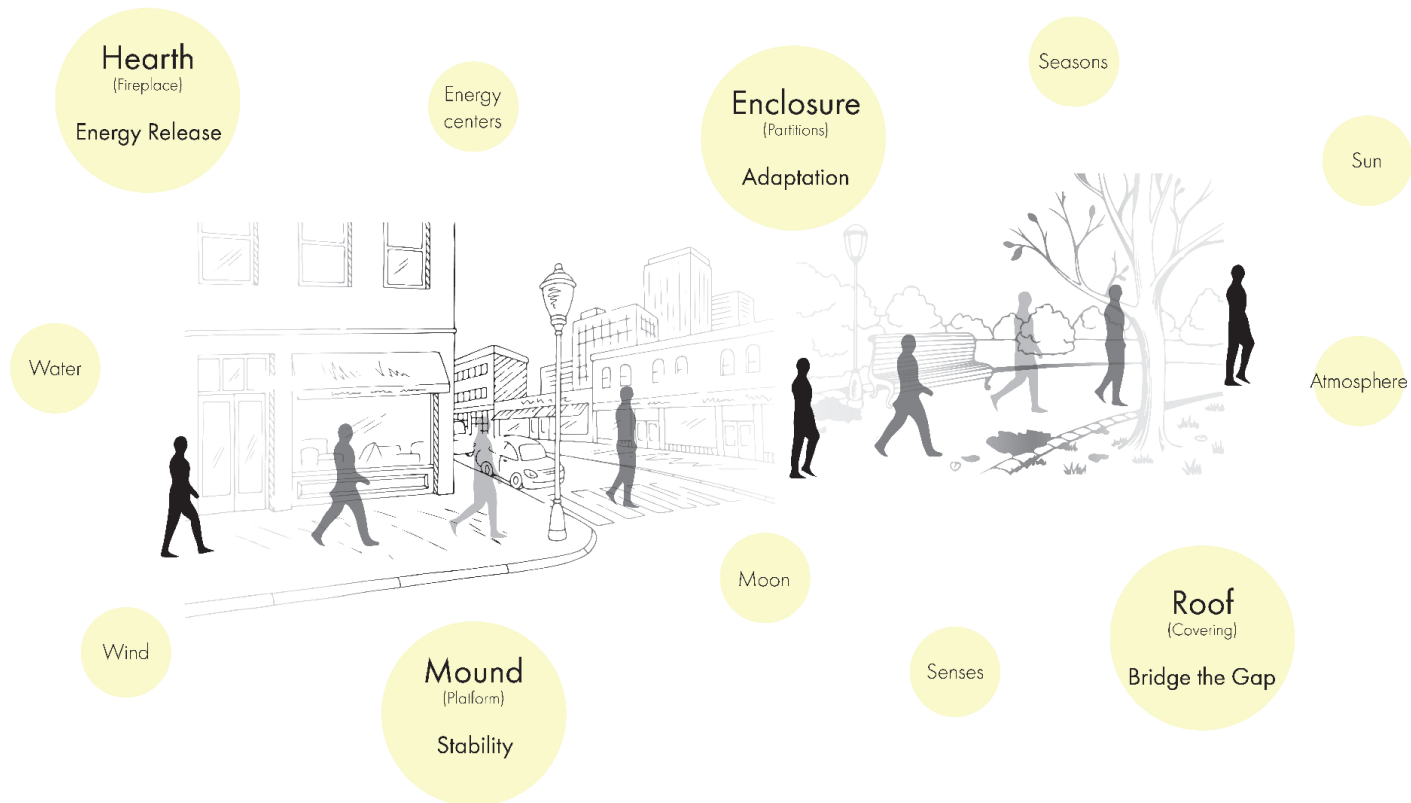 Hearth
(Fireplace)
Energy Release
Energy
centers
Enclosure
(Partitions)
Adaptation
Seasons
Sun
Water
Atmosphere
Wind
Mound
(Platform)
Stability
Moon
Senses
Roof
(Covering)
Bridge the Gap